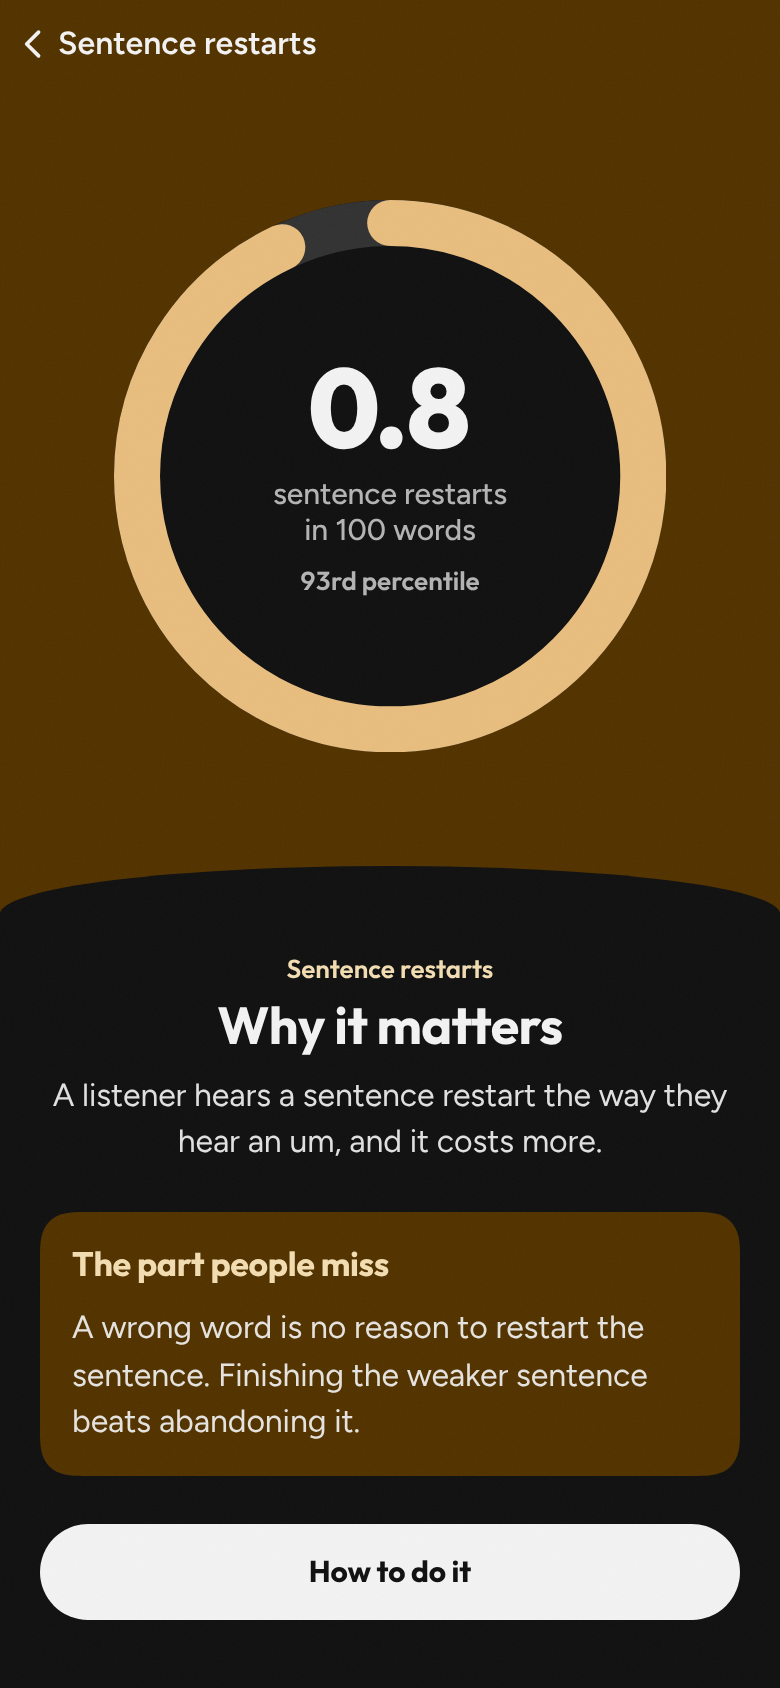 Sentence restarts
0.8
sentence restarts
in 100 words
93rd percentile
Sentence restarts
Why it matters
A listener hears a sentence restart the way they
hear an um, and it costs more.
The part people miss
A wrong word is no reason to restart the
sentence. Finishing the weaker sentence
beats abandoning it.
How to do it